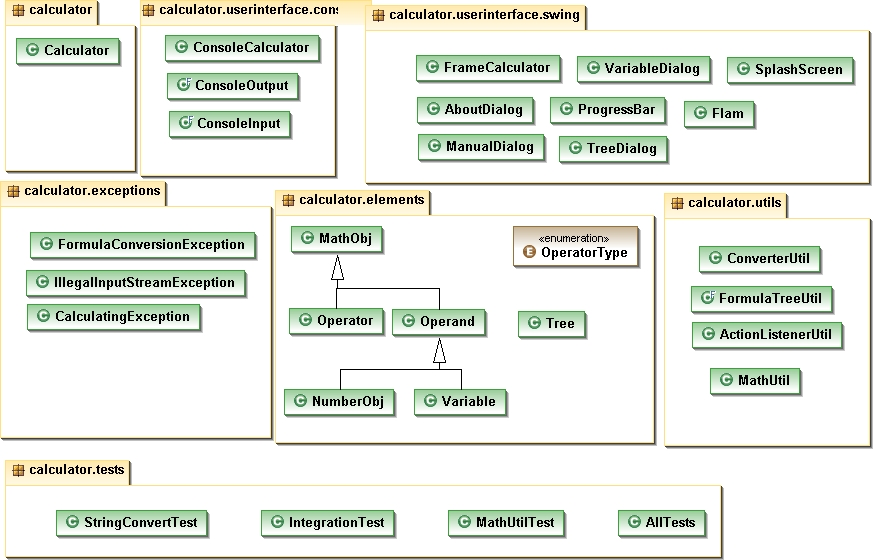 calculator
Calculator
calculator.userinterface.cons
ConsoleCalculator
ConsoleOutput
ConsoleInput
calculator.userinterface.swing
FrameCalculator
VariableDialog
SplashScreen
AboutDialog
ProgressBar
Flam
ManualDialog
TreeDialog
calculator.exceptions
FormulaConversionException
IllegalInputStreamException
CalculatingException
calculator.elements
MathObj
«enumeration»
OperatorType
Operator
Operand
Tree
NumberObj
Variable
calculator.utils
ConverterUtil
FormulaTreeUtil
ActionListenerUtil
MathUtil
calculator.tests
StringConvertTest
IntegrationTest
MathUtilTest
AllTests